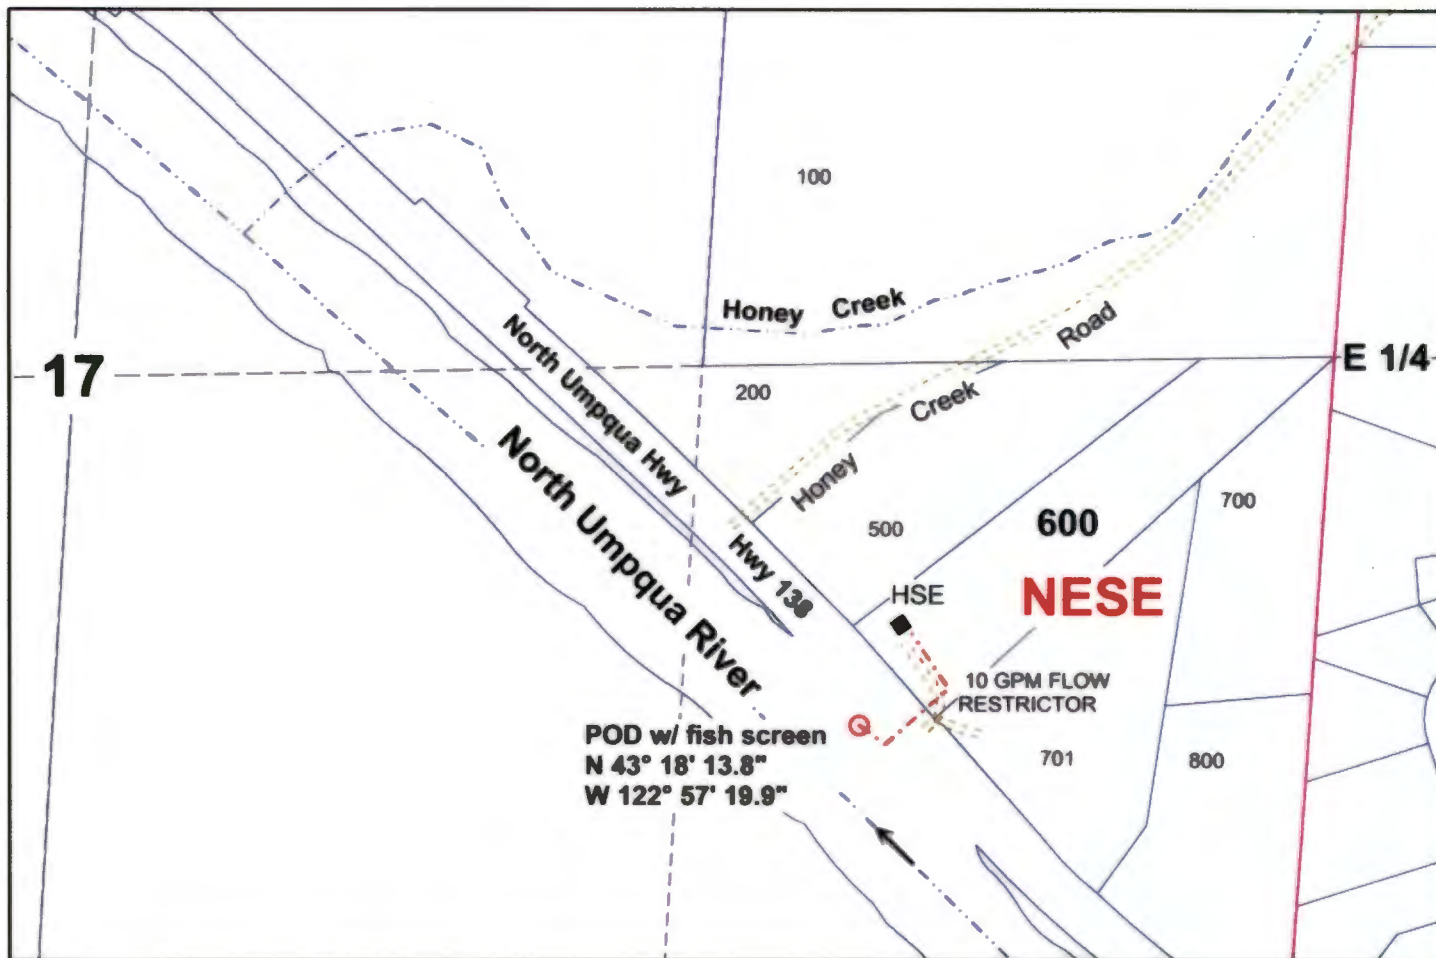 100
Honey Creek
Road
17
E 1/4
North Umpqua Hwy
200
Creek
Honey
North Umpqua River
500
600
700
Hwy 138
HSE
NESE
10 GPM FLOW
RESTRICTOR
POD w/ fish screen
N 43° 18' 13.8"
W 122° 57' 19.9"
701
800